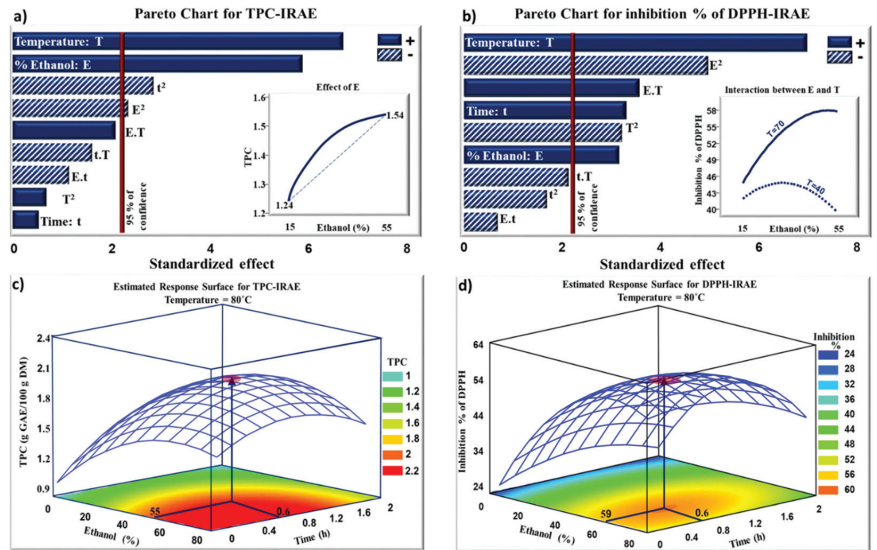 a)
Pareto Chart for TPC-IRAE
Temperature: T
% Ethanol: E
t²
E²
E.T
t.T
E.t
T²
Time: t
+
-
95 % of
confidence
Effect of E
1.6
1.5
1.4
1.3
1.2
TPC
1.54
1.24
15
Ethanol (%)
55
0
2
4
6
8
Standardized effect
b)
Pareto Chart for inhibition % of DPPH-IRAE
Temperature: T
E²
E.T
Time: t
T²
% Ethanol: E
t.T
t²
E.t
+
-
95 % of
confidence
Interaction between E and T
58
55
52
49
46
43
40
Inhibition % of DPPH
T=70
T=40
15
Ethanol (%)
55
0
2
4
6
8
Standardized effect
c)
Estimated Response Surface for TPC-IRAE
Temperature = 80˚C
2.4
2.1
1.8
1.5
1.2
0.9
TPC (g GAE/100 g DM)
0
20
40
60
80
55
Ethanol (%)
0
0.4
0.8
1.2
1.6
2
0.6
Time (h)
TPC
1
1.2
1.4
1.6
1.8
2
2.2
d)
Estimated Response Surface for DPPH-IRAE
Temperature = 80˚C
64
54
44
34
24
Inhibition % of DPPH
0
20
40
60
80
59
Ethanol (%)
0
0.4
0.8
1.2
1.6
2
0.6
Time (h)
Inhibition
%
24
28
32
36
40
44
48
52
56
60